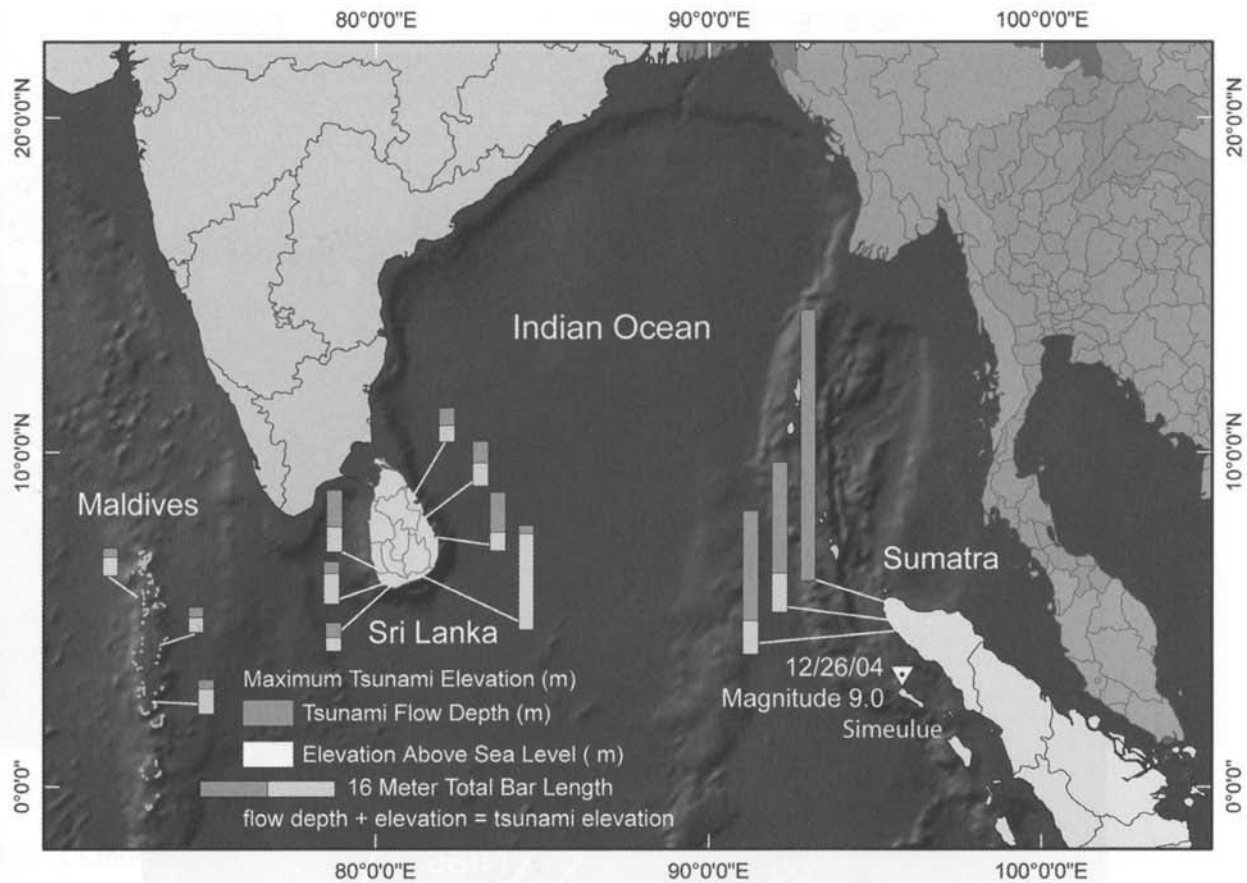 80°0'0"E
90°0'0"E
100°0'0"E
20°0'0"N
20°0'0"N
Indian Ocean
10°0'0"N
10°0'0"N
Maldives
Sumatra
Sri Lanka
12/26/04
Magnitude 9.0
Simeulue
Maximum Tsunami Elevation (m)
Tsunami Flow Depth (m)
Elevation Above Sea Level ( m)
16 Meter Total Bar Length
flow depth + elevation = tsunami elevation
0°0'0"
0°0'0"
80°0'0"E
90°0'0"E
100°0'0"E